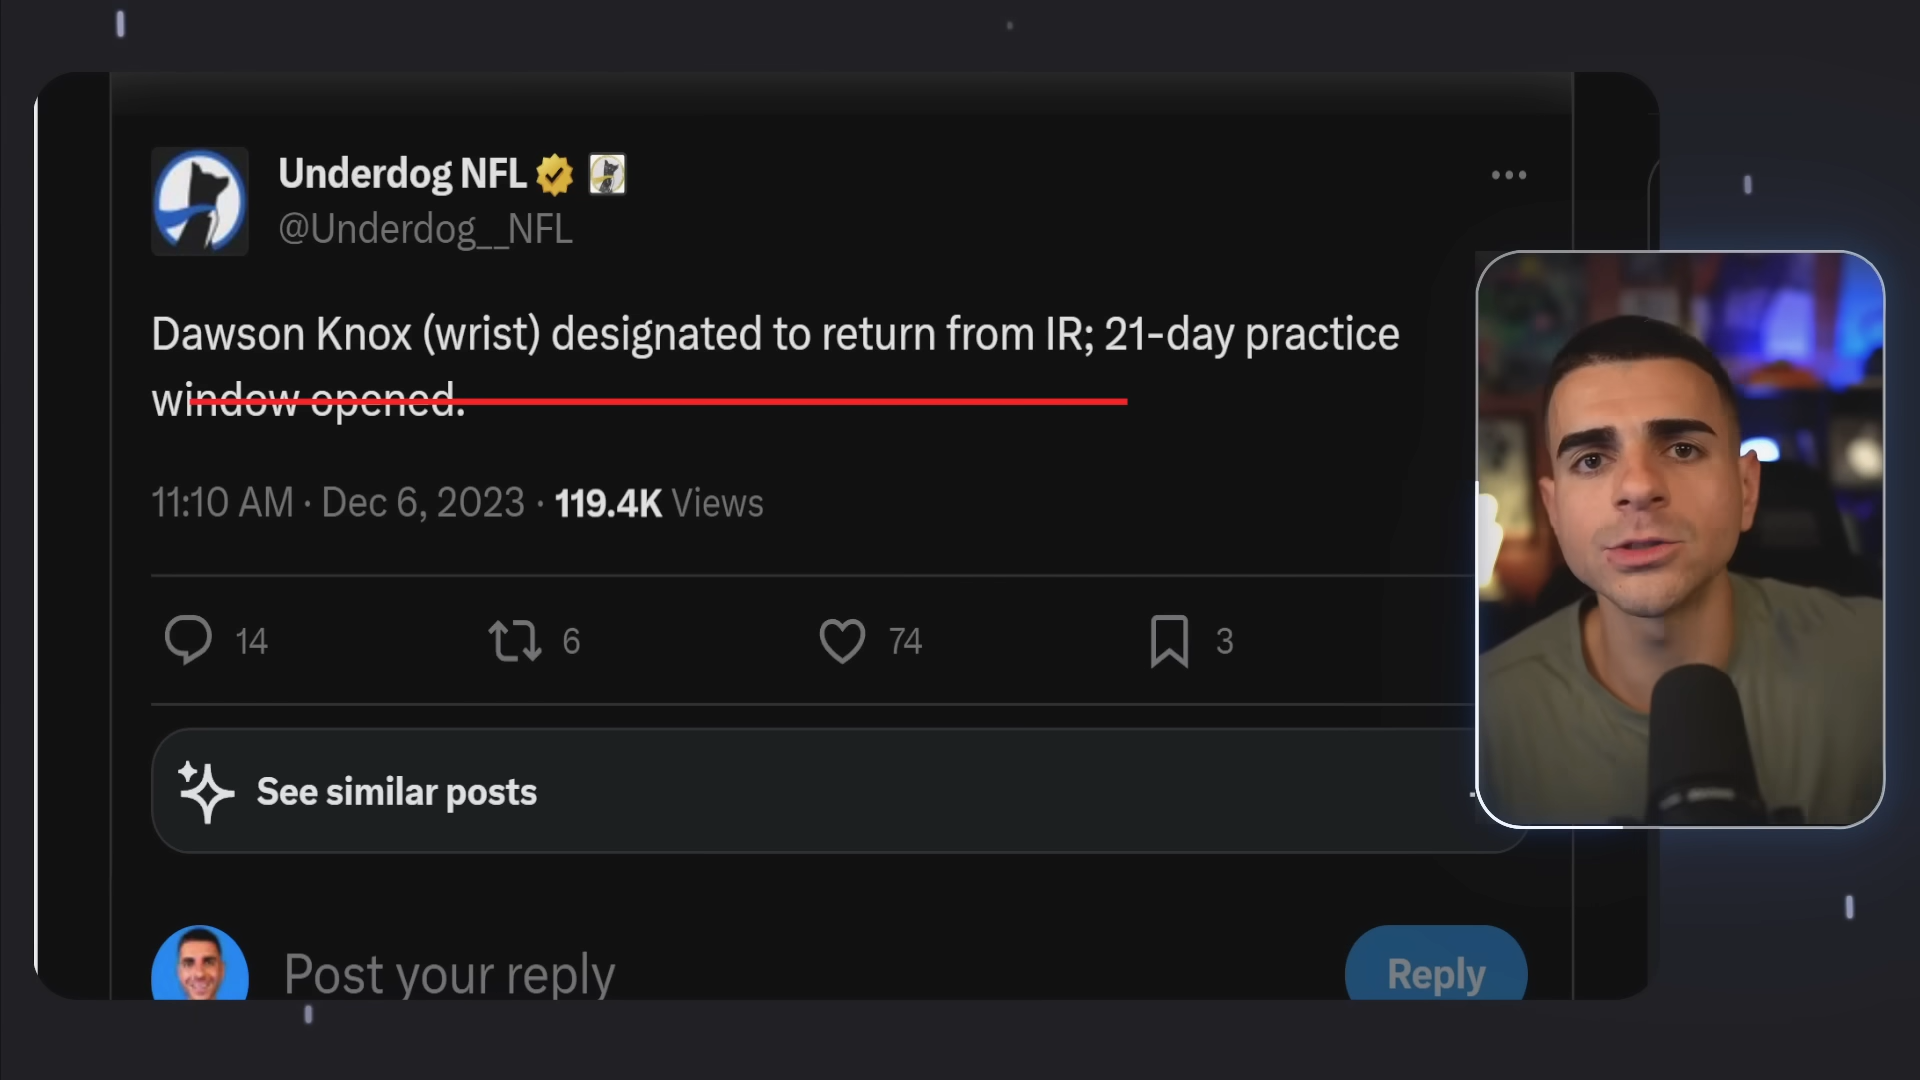 Underdog NFL
@Underdog__NFL
Dawson Knox (wrist) designated to return from IR; 21-day practice
window opened.
11:10 AM · Dec 6, 2023 · 119.4K Views
14 6 74 3
See similar posts
Post your reply
Reply